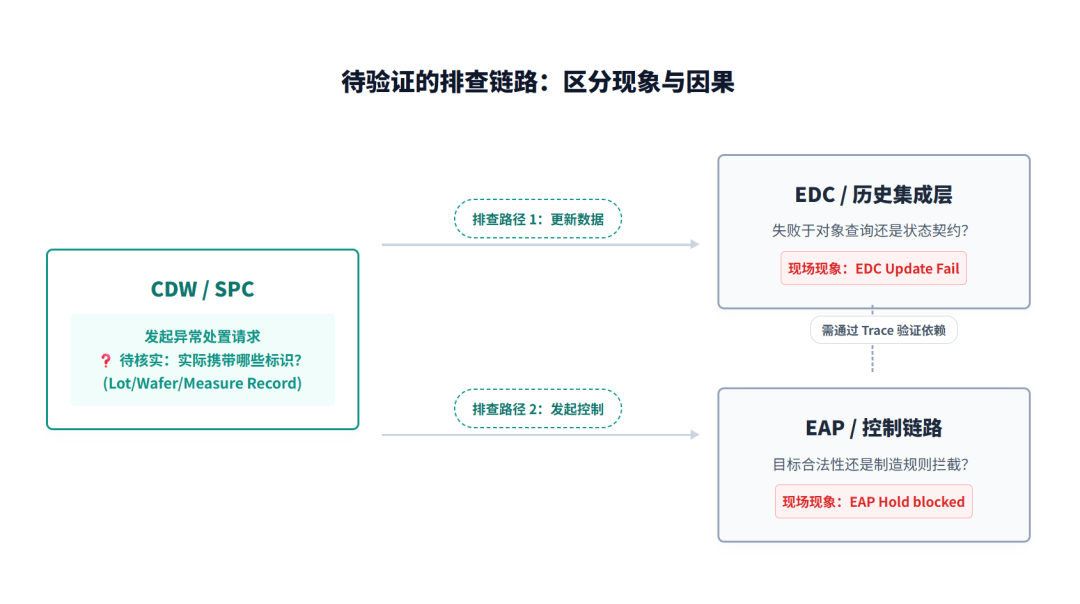 待验证的排查链路：区分现象与因果
CDW / SPC
发起异常处置请求
❓ 待核实：实际携带哪些标识？
(Lot/Wafer/Measure Record)
排查路径 1：更新数据
排查路径 2：发起控制
EDC / 历史集成层
失败于对象查询还是状态契约？
现场现象：EDC Update Fail
需通过 Trace 验证依赖
EAP / 控制链路
目标合法性还是制造规则拦截？
现场现象：EAP Hold blocked